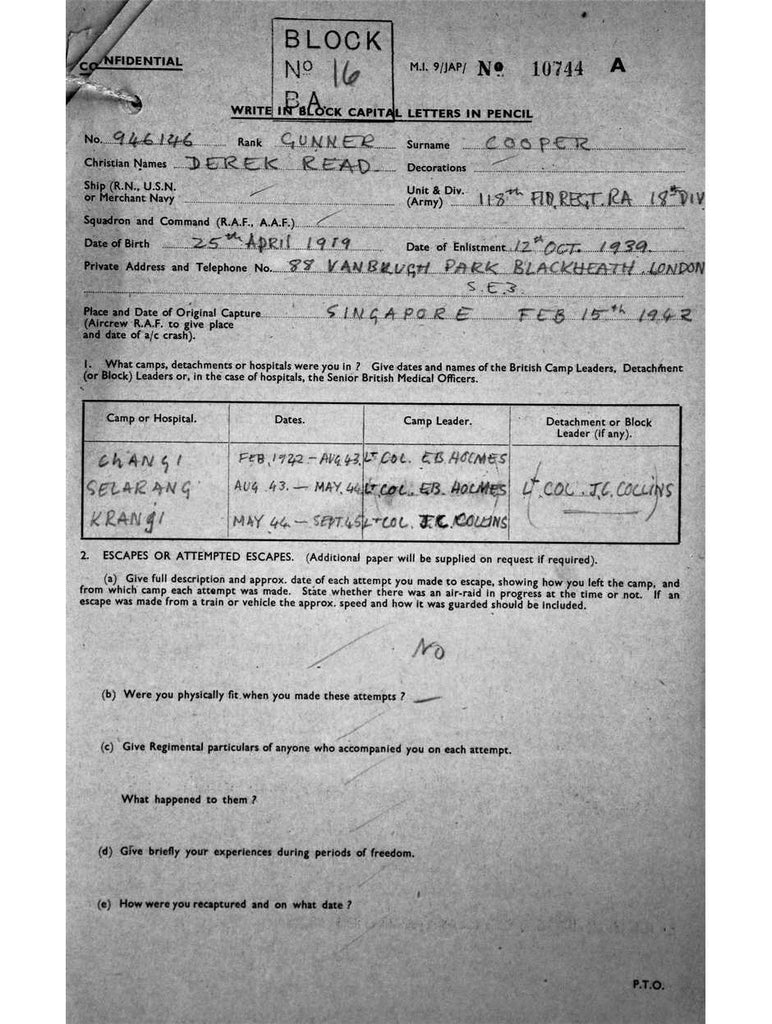 CONFIDENTIAL
BLOCK
No 16
B.A.
M.I. 9/JAP/ No. 10744 A
WRITE IN BLOCK CAPITAL LETTERS IN PENCIL
No. 946146 Rank GUNNER Surname COOPER
Christian Names DEREK READ Decorations
Ship (R.N., U.S.N. or Merchant Navy
Unit & Div. (Army) 118th FLD. REGT. RA 18th DIV
Squadron and Command (R.A.F., A.A.F.)
Date of Birth 25th April 1919 Date of Enlistment 12th OCT. 1939.
Private Address and Telephone No. 88 VANBRUGH PARK BLACKHEATH. LONDON
S.E.3.
Place and Date of Original Capture SINGAPORE FEB 15th 1942
(Aircrew R.A.F. to give place
and date of a/c crash).
1. What camps, detachments or hospitals were you in ? Give dates and names of the British Camp Leaders, Detachment
(or Block) Leaders or, in the case of hospitals, the Senior British Medical Officers.
Camp or Hospital. Dates. Camp Leader. Detachment or Block Leader (if any).
CHANGI FEB, 1942 – AUG 43. LT COL. EB HOLMES
SELARANG AUG 43. – MAY. 44 LT COL. EB. HOLMES LT. COL. J.C. COLLINS
KRANGI MAY 44. – SEPT. 45 LT COL. J.C. COLLINS
2. ESCAPES OR ATTEMPTED ESCAPES. (Additional paper will be supplied on request if required).
(a) Give full description and approx. date of each attempt you made to escape, showing how you left the camp, and
from which camp each attempt was made. State whether there was an air-raid in progress at the time or not. If an
escape was made from a train or vehicle the approx. speed and how it was guarded should be included.
NO
(b) Were you physically fit when you made these attempts ? —
(c) Give Regimental particulars of anyone who accompanied you on each attempt.
What happened to them ?
(d) Give briefly your experiences during periods of freedom.
(e) How were you recaptured and on what date ?
P.T.O.